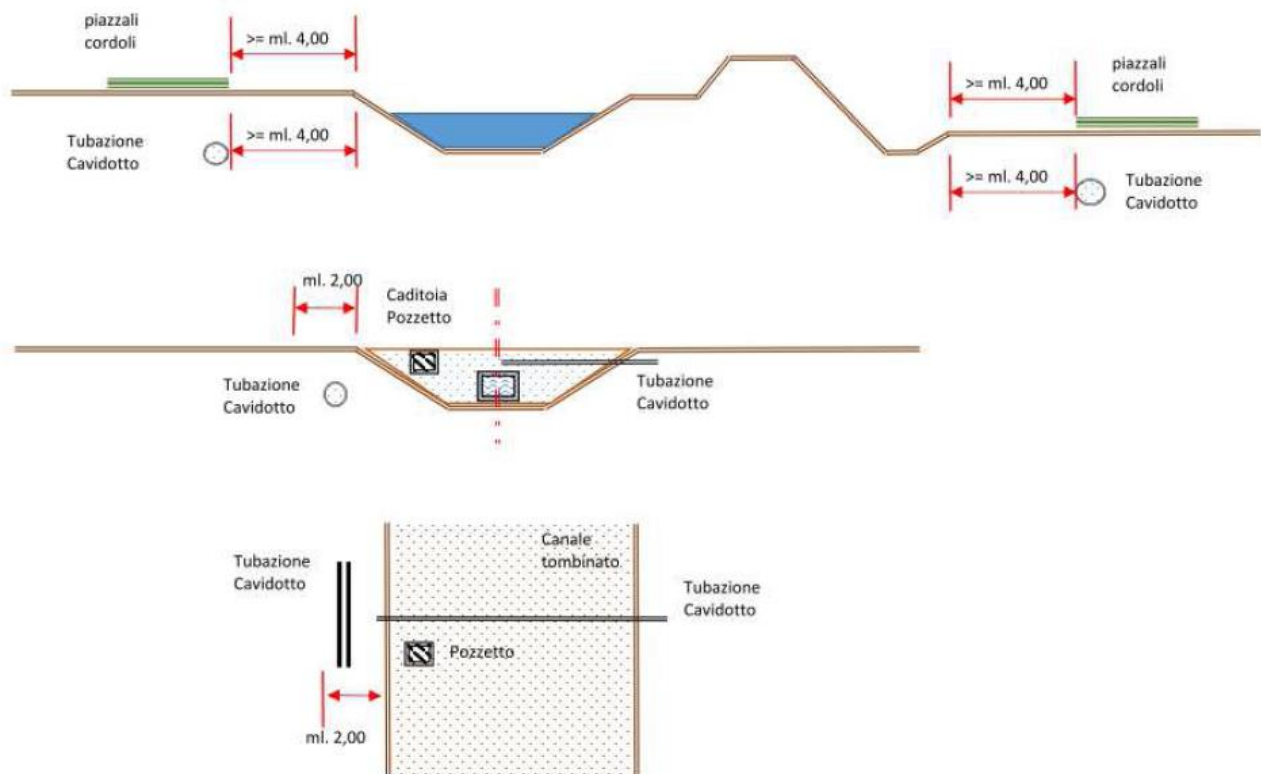 piazzali
cordoli
>= ml. 4,00
>= ml. 4,00
piazzali
cordoli
Tubazione
Cavidotto
>= ml. 4,00
>= ml. 4,00
Tubazione
Cavidotto
ml. 2,00
Caditoia
Pozzetto
Tubazione
Cavidotto
Tubazione
Cavidotto
Canale
tombinato
Tubazione
Cavidotto
Tubazione
Cavidotto
Pozzetto
ml. 2,00